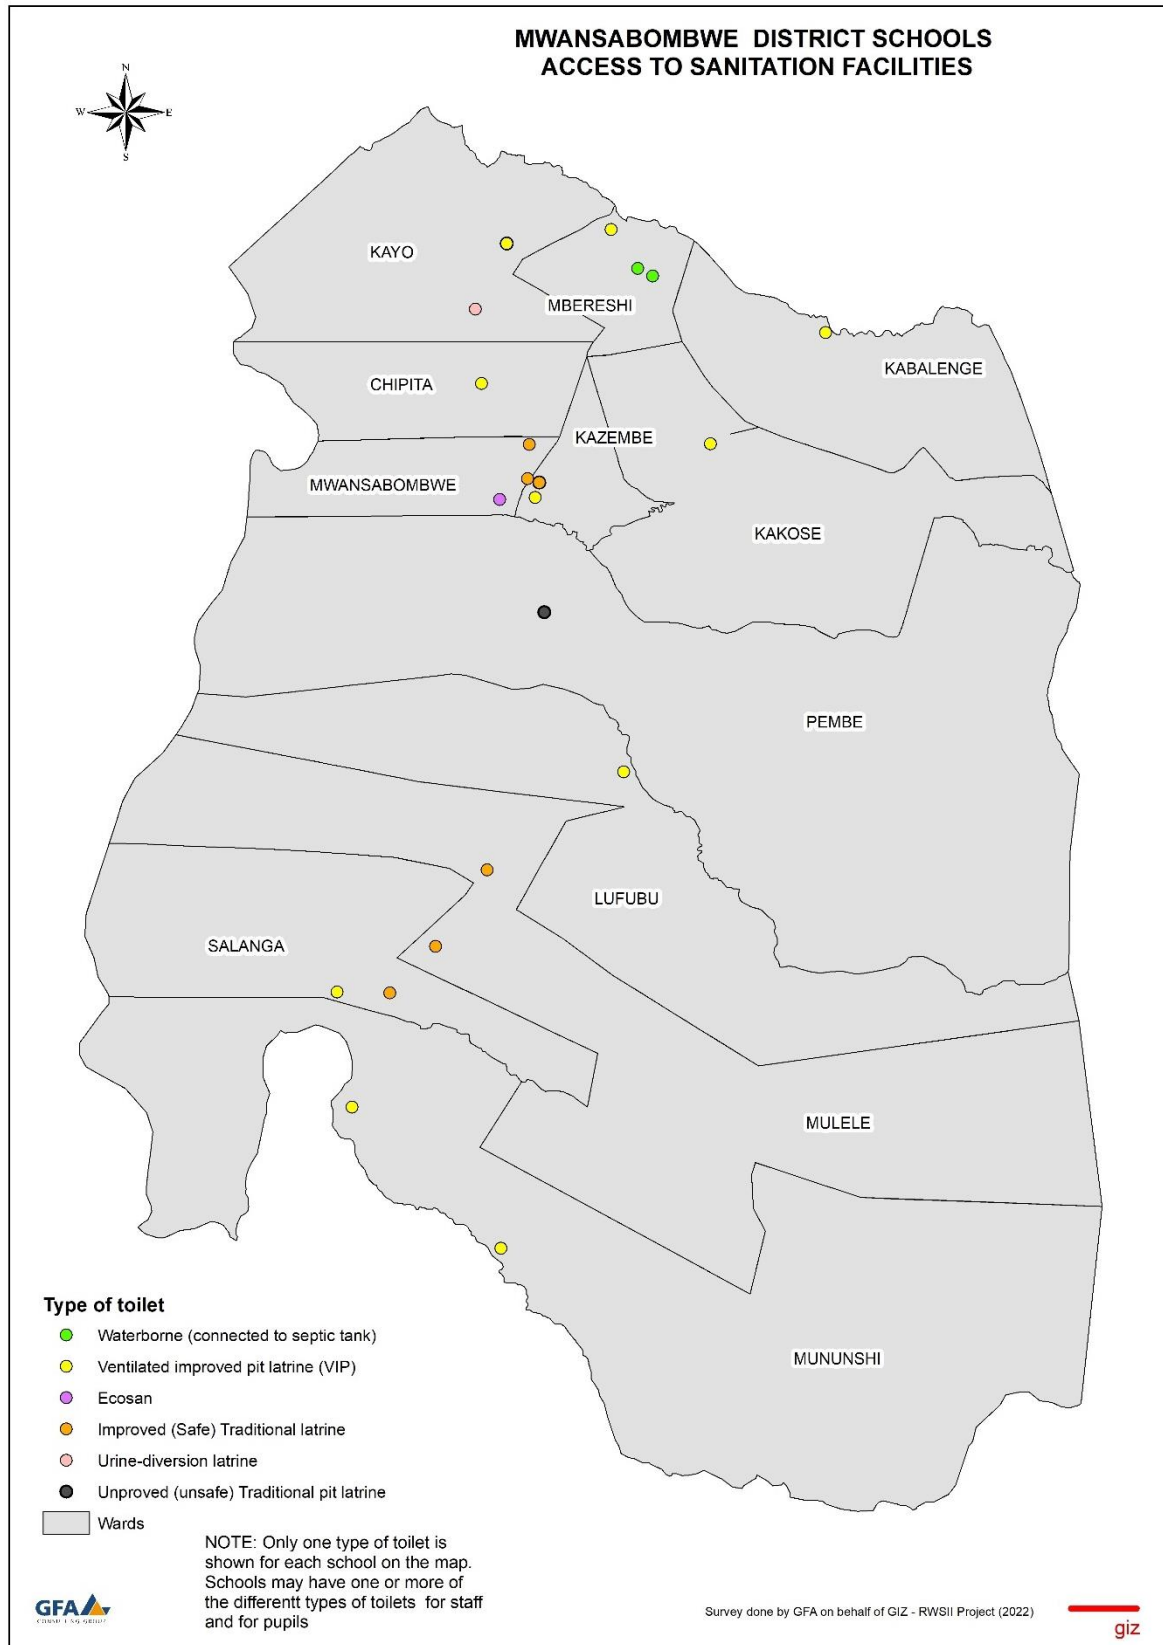 MWANSABOMBWE DISTRICT SCHOOLS
ACCESS TO SANITATION FACILITIES
N
W
E
S
KAYO
MBERESHI
KABALENGE
CHIPITA
KAZEMBE
MWANSABOMBWE
KAKOSE
PEMBE
LUFUBU
SALANGA
MULELE
MUNUNSHI
Type of toilet
Waterborne (connected to septic tank)
Ventilated improved pit latrine (VIP)
Ecosan
Improved (Safe) Traditional latrine
Urine-diversion latrine
Unproved (unsafe) Traditional pit latrine
Wards
NOTE: Only one type of toilet is
shown for each school on the map.
Schools may have one or more of
the differentt types of toilets for staff
and for pupils
GFA
CONSULTING GROUP
Survey done by GFA on behalf of GIZ - RWSII Project (2022)
giz